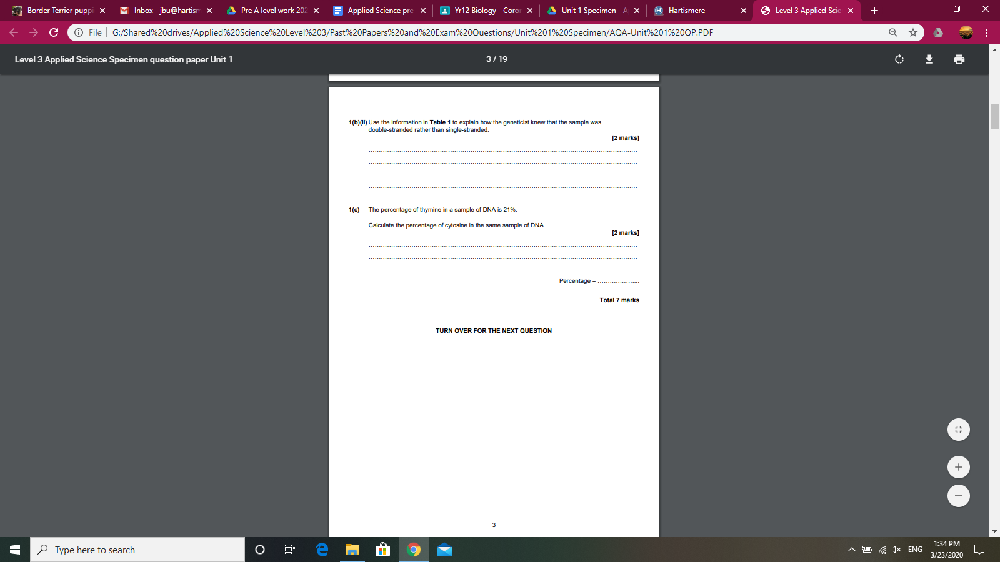 Border Terrier puppi
Inbox - jbu@hartism
Pre A level work 202
Applied Science pre
Yr12 Biology - Coror
Unit 1 Specimen - A
Hartismere
Level 3 Applied Scie
File
G:/Shared%20drives/Applied%20Science%20Level%203/Past%20Papers%20and%20Exam%20Questions/Unit%201%20Specimen/AQA-Unit%201%20QP.PDF
Level 3 Applied Science Specimen question paper Unit 1
3 / 19
1(b)(ii) Use the information in Table 1 to explain how the geneticist knew that the sample was
double-stranded rather than single-stranded.
[2 marks]
1(c) The percentage of thymine in a sample of DNA is 21%.
Calculate the percentage of cytosine in the same sample of DNA.
[2 marks]
Percentage = ......................
Total 7 marks
TURN OVER FOR THE NEXT QUESTION
3
Type here to search
ENG
1:34 PM
3/23/2020